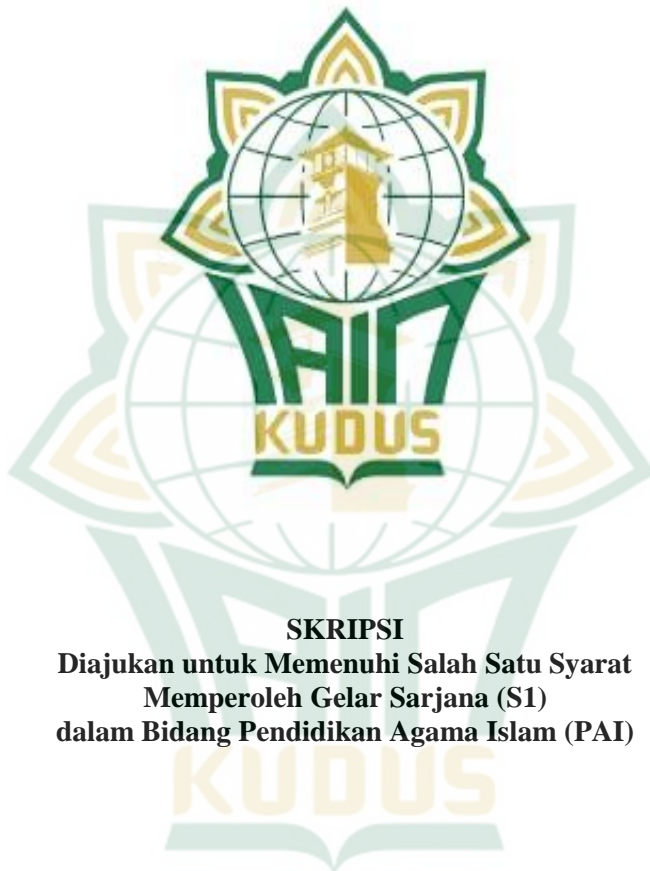 IAIN
KUDUS
SKRIPSI
Diajukan untuk Memenuhi Salah Satu Syarat
Memperoleh Gelar Sarjana (S1)
dalam Bidang Pendidikan Agama Islam (PAI)
KUDUS